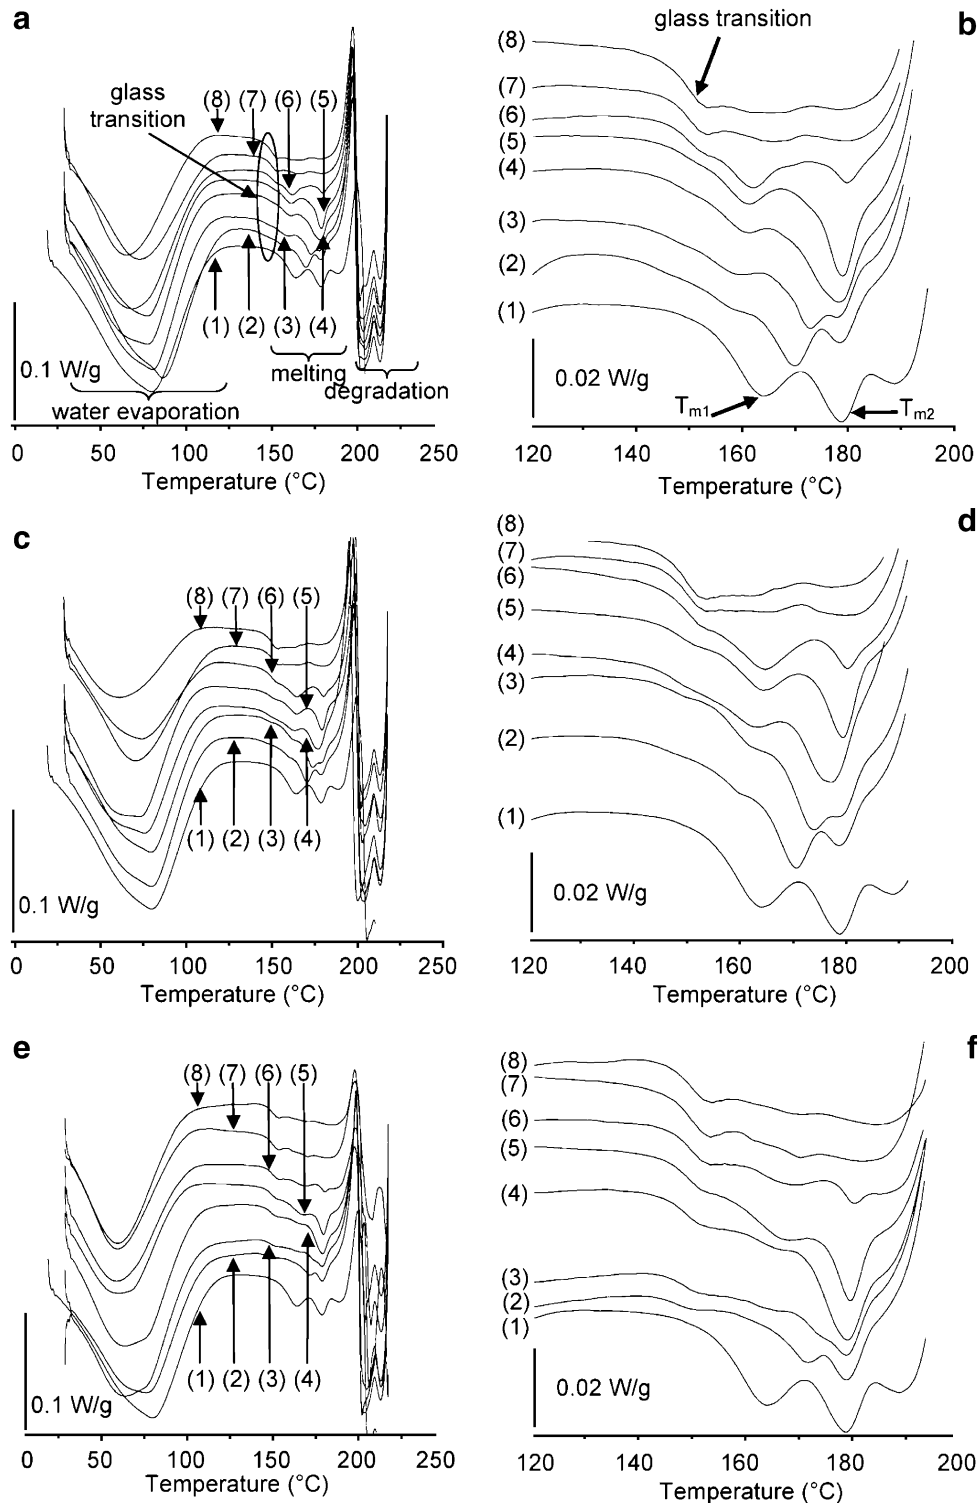 a
glass
transition
(8) (7) (6) (5)
(1) (2) (3) (4)
0.1 W/g
melting
degradation
water evaporation
0 50 100 150 200 250
Temperature (°C)
b
glass transition
(8)
(7)
(6)
(5)
(4)
(3)
(2)
(1)
0.02 W/g
Tm1
Tm2
120 140 160 180 200
Temperature (°C)
c
(8) (7) (6) (5)
(1) (2) (3) (4)
0.1 W/g
0 50 100 150 200 250
Temperature (°C)
d
(8)
(7)
(6)
(5)
(4)
(3)
(2)
(1)
0.02 W/g
120 140 160 180 200
Temperature (°C)
e
(8) (7) (6) (5)
(1) (2) (3) (4)
0.1 W/g
0 50 100 150 200 250
Temperature (°C)
f
(8)
(7)
(6)
(5)
(4)
(3)
(2)
(1)
0.02 W/g
120 140 160 180 200
Temperature (°C)